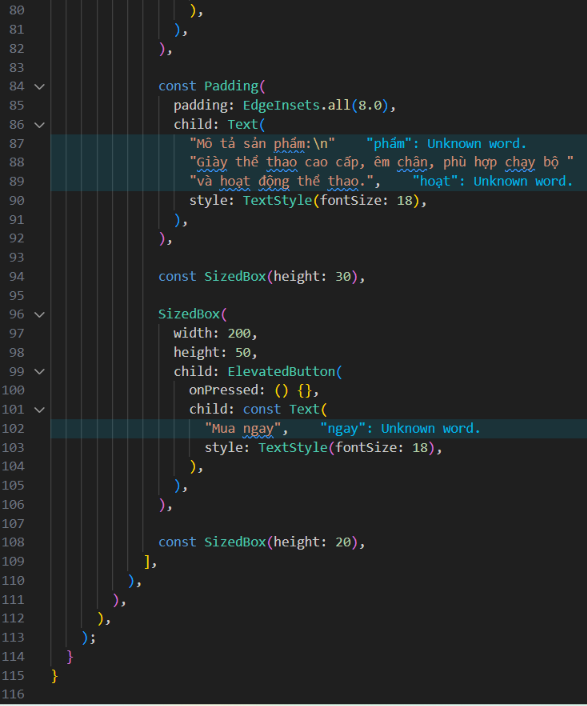 80 ),
81 ),
82 ),
83
84 const Padding(
85 padding: EdgeInsets.all(8.0),
86 child: Text(
87 "Mô tả sản phẩm:\n" "phẩm": Unknown word.
88 "Giày thể thao cao cấp, êm chân, phù hợp chạy bộ "
89 "và hoạt động thể thao.", "hoạt": Unknown word.
90 style: TextStyle(fontSize: 18),
91 ),
92 ),
93
94 const SizedBox(height: 30),
95
96 SizedBox(
97 width: 200,
98 height: 50,
99 child: ElevatedButton(
100 onPressed: () {},
101 child: const Text(
102 "Mua ngay", "ngay": Unknown word.
103 style: TextStyle(fontSize: 18),
104 ),
105 ),
106 ),
107
108 const SizedBox(height: 20),
109 ],
110 ),
111 ),
112 ),
113 );
114 }
115 }
116